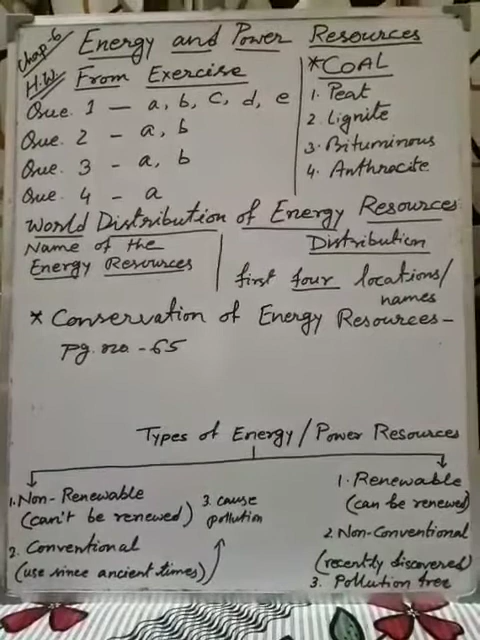 Chap-6
Energy and Power Resources
H.W. From Exercise
Que. 1 - a, b, c, d, e
Que. 2 - a, b
Que. 3 - a, b
Que. 4 - a
*COAL
1. Peat
2. Lignite
3. Bituminous
4. Anthracite
World Distribution of Energy Resources
Name of the
Energy Resources
Distribution
first four locations/
names
* Conservation of Energy Resources-
Pg. no. - 65
Types of Energy/Power Resources
1. Non-Renewable
(can't be renewed)
2. Conventional
(use since ancient times)
3. cause
pollution
1. Renewable
(can be renewed)
2. Non-Conventional
(recently discovered)
3. Pollution free